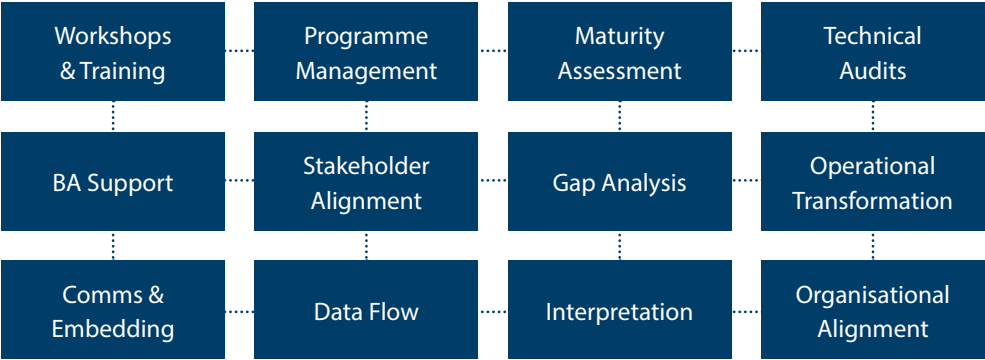 Workshops
& Training
Programme
Management
Maturity
Assessment
Technical
Audits
BA Support
Stakeholder
Alignment
Gap Analysis
Operational
Transformation
Comms &
Embedding
Data Flow
Interpretation
Organisational
Alignment